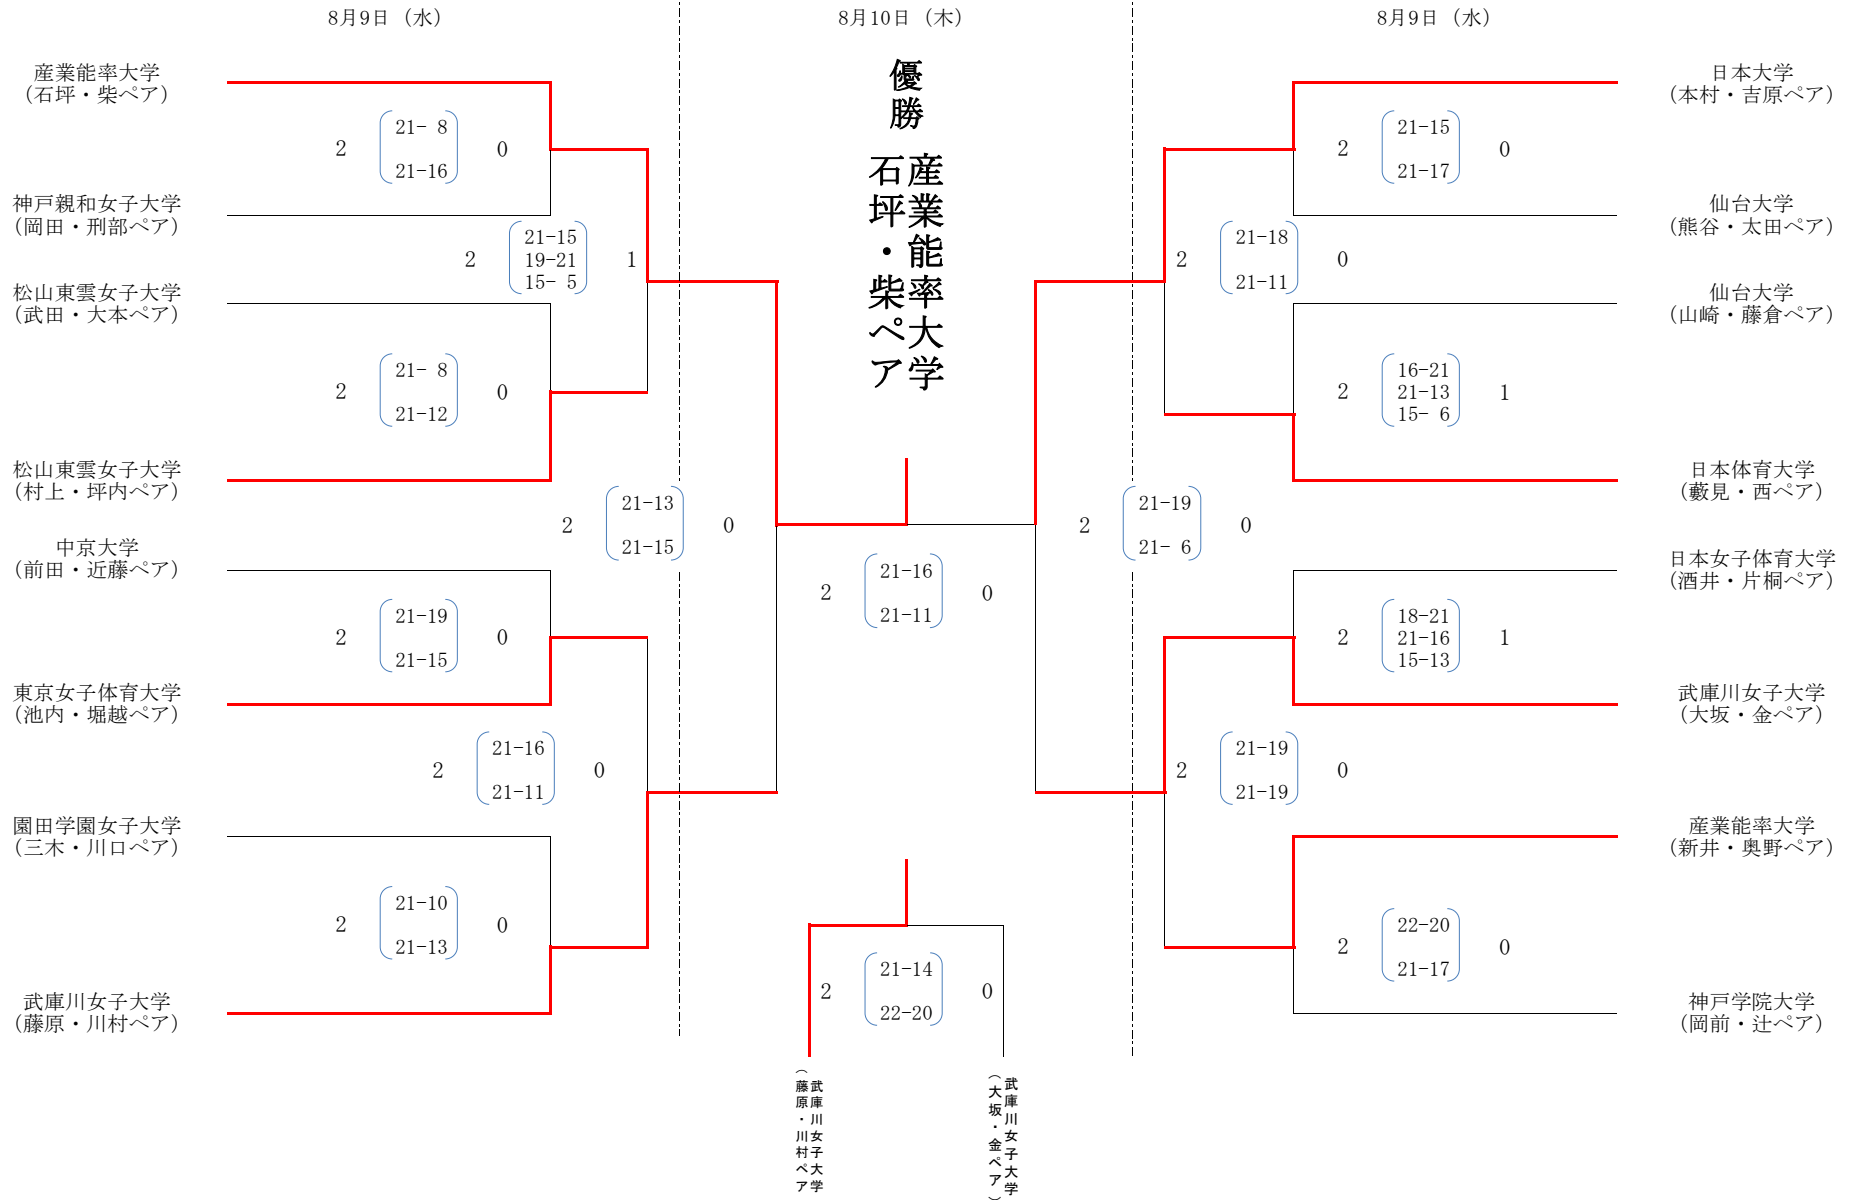 8月9日（水）
8月10日（木）
8月9日（水）
優勝
産業能率大学
石坪・柴ペア
産業能率大学
（石坪・柴ペア）
2
21- 8
21-16
0
神戸親和女子大学
（岡田・刑部ペア）
2
21-15
19-21
15- 5
1
松山東雲女子大学
（武田・大本ペア）
2
21- 8
21-12
0
松山東雲女子大学
（村上・坪内ペア）
2
21-13
21-15
0
中京大学
（前田・近藤ペア）
2
21-19
21-15
0
東京女子体育大学
（池内・堀越ペア）
2
21-16
21-11
0
園田学園女子大学
（三木・川口ペア）
2
21-10
21-13
0
武庫川女子大学
（藤原・川村ペア）
2
21-16
21-11
0
2
21-14
22-20
0
武庫川女子大学
（藤原・川村ペア
武庫川女子大学
（大坂・金ペア）
日本大学
（本村・吉原ペア）
2
21-15
21-17
0
仙台大学
（熊谷・太田ペア）
2
21-18
21-11
0
仙台大学
（山崎・藤倉ペア）
2
16-21
21-13
15- 6
1
日本体育大学
（藪見・西ペア）
2
21-19
21- 6
0
日本女子体育大学
（酒井・片桐ペア）
2
18-21
21-16
15-13
1
武庫川女子大学
（大坂・金ペア）
2
21-19
21-19
0
産業能率大学
（新井・奥野ペア）
2
22-20
21-17
0
神戸学院大学
（岡前・辻ペア）